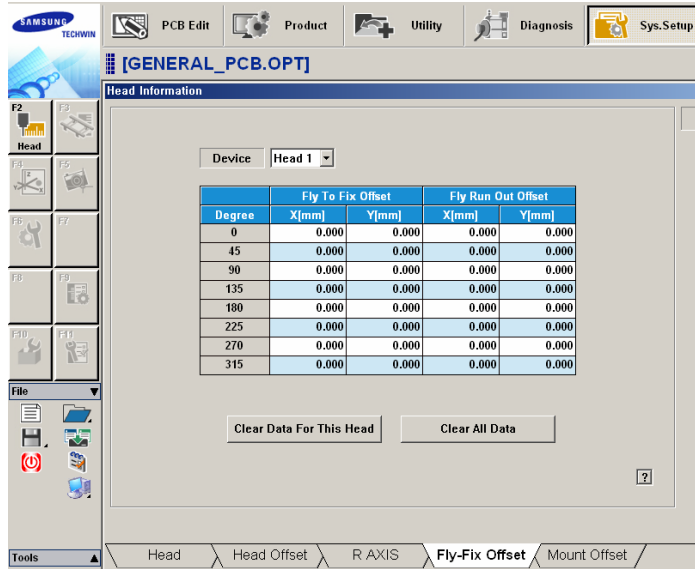 SAMSUNG
TECHWIN
PCB Edit
Product
Utility
Diagnosis
Sys.Setup
[GENERAL_PCB.OPT]
Head Information
F2
Head
F3
F4
F5
F6
F7
F8
F9
F10
F11
Device Head 1
Fly To Fix Offset Fly Run Out Offset
Degree X[mm] Y[mm] X[mm] Y[mm]
0 0.000 0.000 0.000 0.000
45 0.000 0.000 0.000 0.000
90 0.000 0.000 0.000 0.000
135 0.000 0.000 0.000 0.000
180 0.000 0.000 0.000 0.000
225 0.000 0.000 0.000 0.000
270 0.000 0.000 0.000 0.000
315 0.000 0.000 0.000 0.000
Clear Data For This Head Clear All Data
?
File
Tools
Head Head Offset R AXIS Fly-Fix Offset Mount Offset